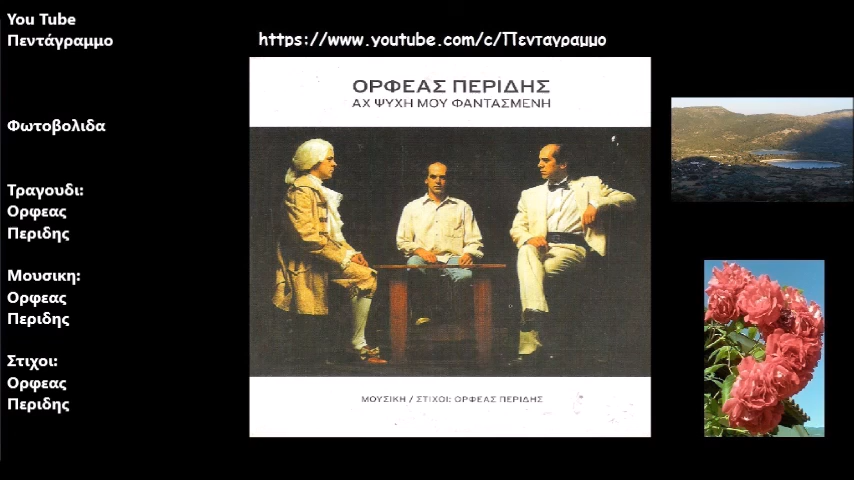 You Tube
Πεντάγραμμο
https://www.youtube.com/c/Πενταγραμμο
ΟΡΦΕΑΣ ΠΕΡΙΔΗΣ
ΑΧ ΨΥΧΗ ΜΟΥ ΦΑΝΤΑΣΜΕΝΗ
Φωτοβολιδα
Τραγουδι:
Ορφεας
Περιδης
Μουσικη:
Ορφεας
Περιδης
Στιχοι:
Ορφεας
Περιδης
ΜΟΥΣΙΚΗ / ΣΤΙΧΟΙ: ΟΡΦΕΑΣ ΠΕΡΙΔΗΣ